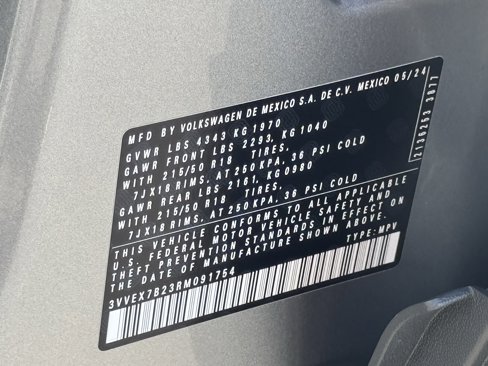 MFD BY VOLKSWAGEN DE MEXICO S.A. DE C.V. MEXICO 05/24
GVWR LBS 4343 KG 1970
GAWR FRONT LBS 2293, KG 1040
WITH 215/50 R18 TIRES,
7JX18 RIMS, AT 250 KPA, 36 PSI COLD
GAWR REAR LBS 2161, KG0980
WITH 215/50 R18 TIRES,
7JX18 RIMS, AT 250 KPA, 36 PSI COLD
THIS VEHICLE CONFORMS TO ALL APPLICABLE
U.S. FEDERAL MOTOR VEHICLE SAFETY AND
THEFT PREVENTION STANDARDS IN EFFECT ON
THE DATE OF MANUFACTURE SHOWN ABOVE.
TYPE: MPV
3VVEX7B23RM091754
21136253 3877